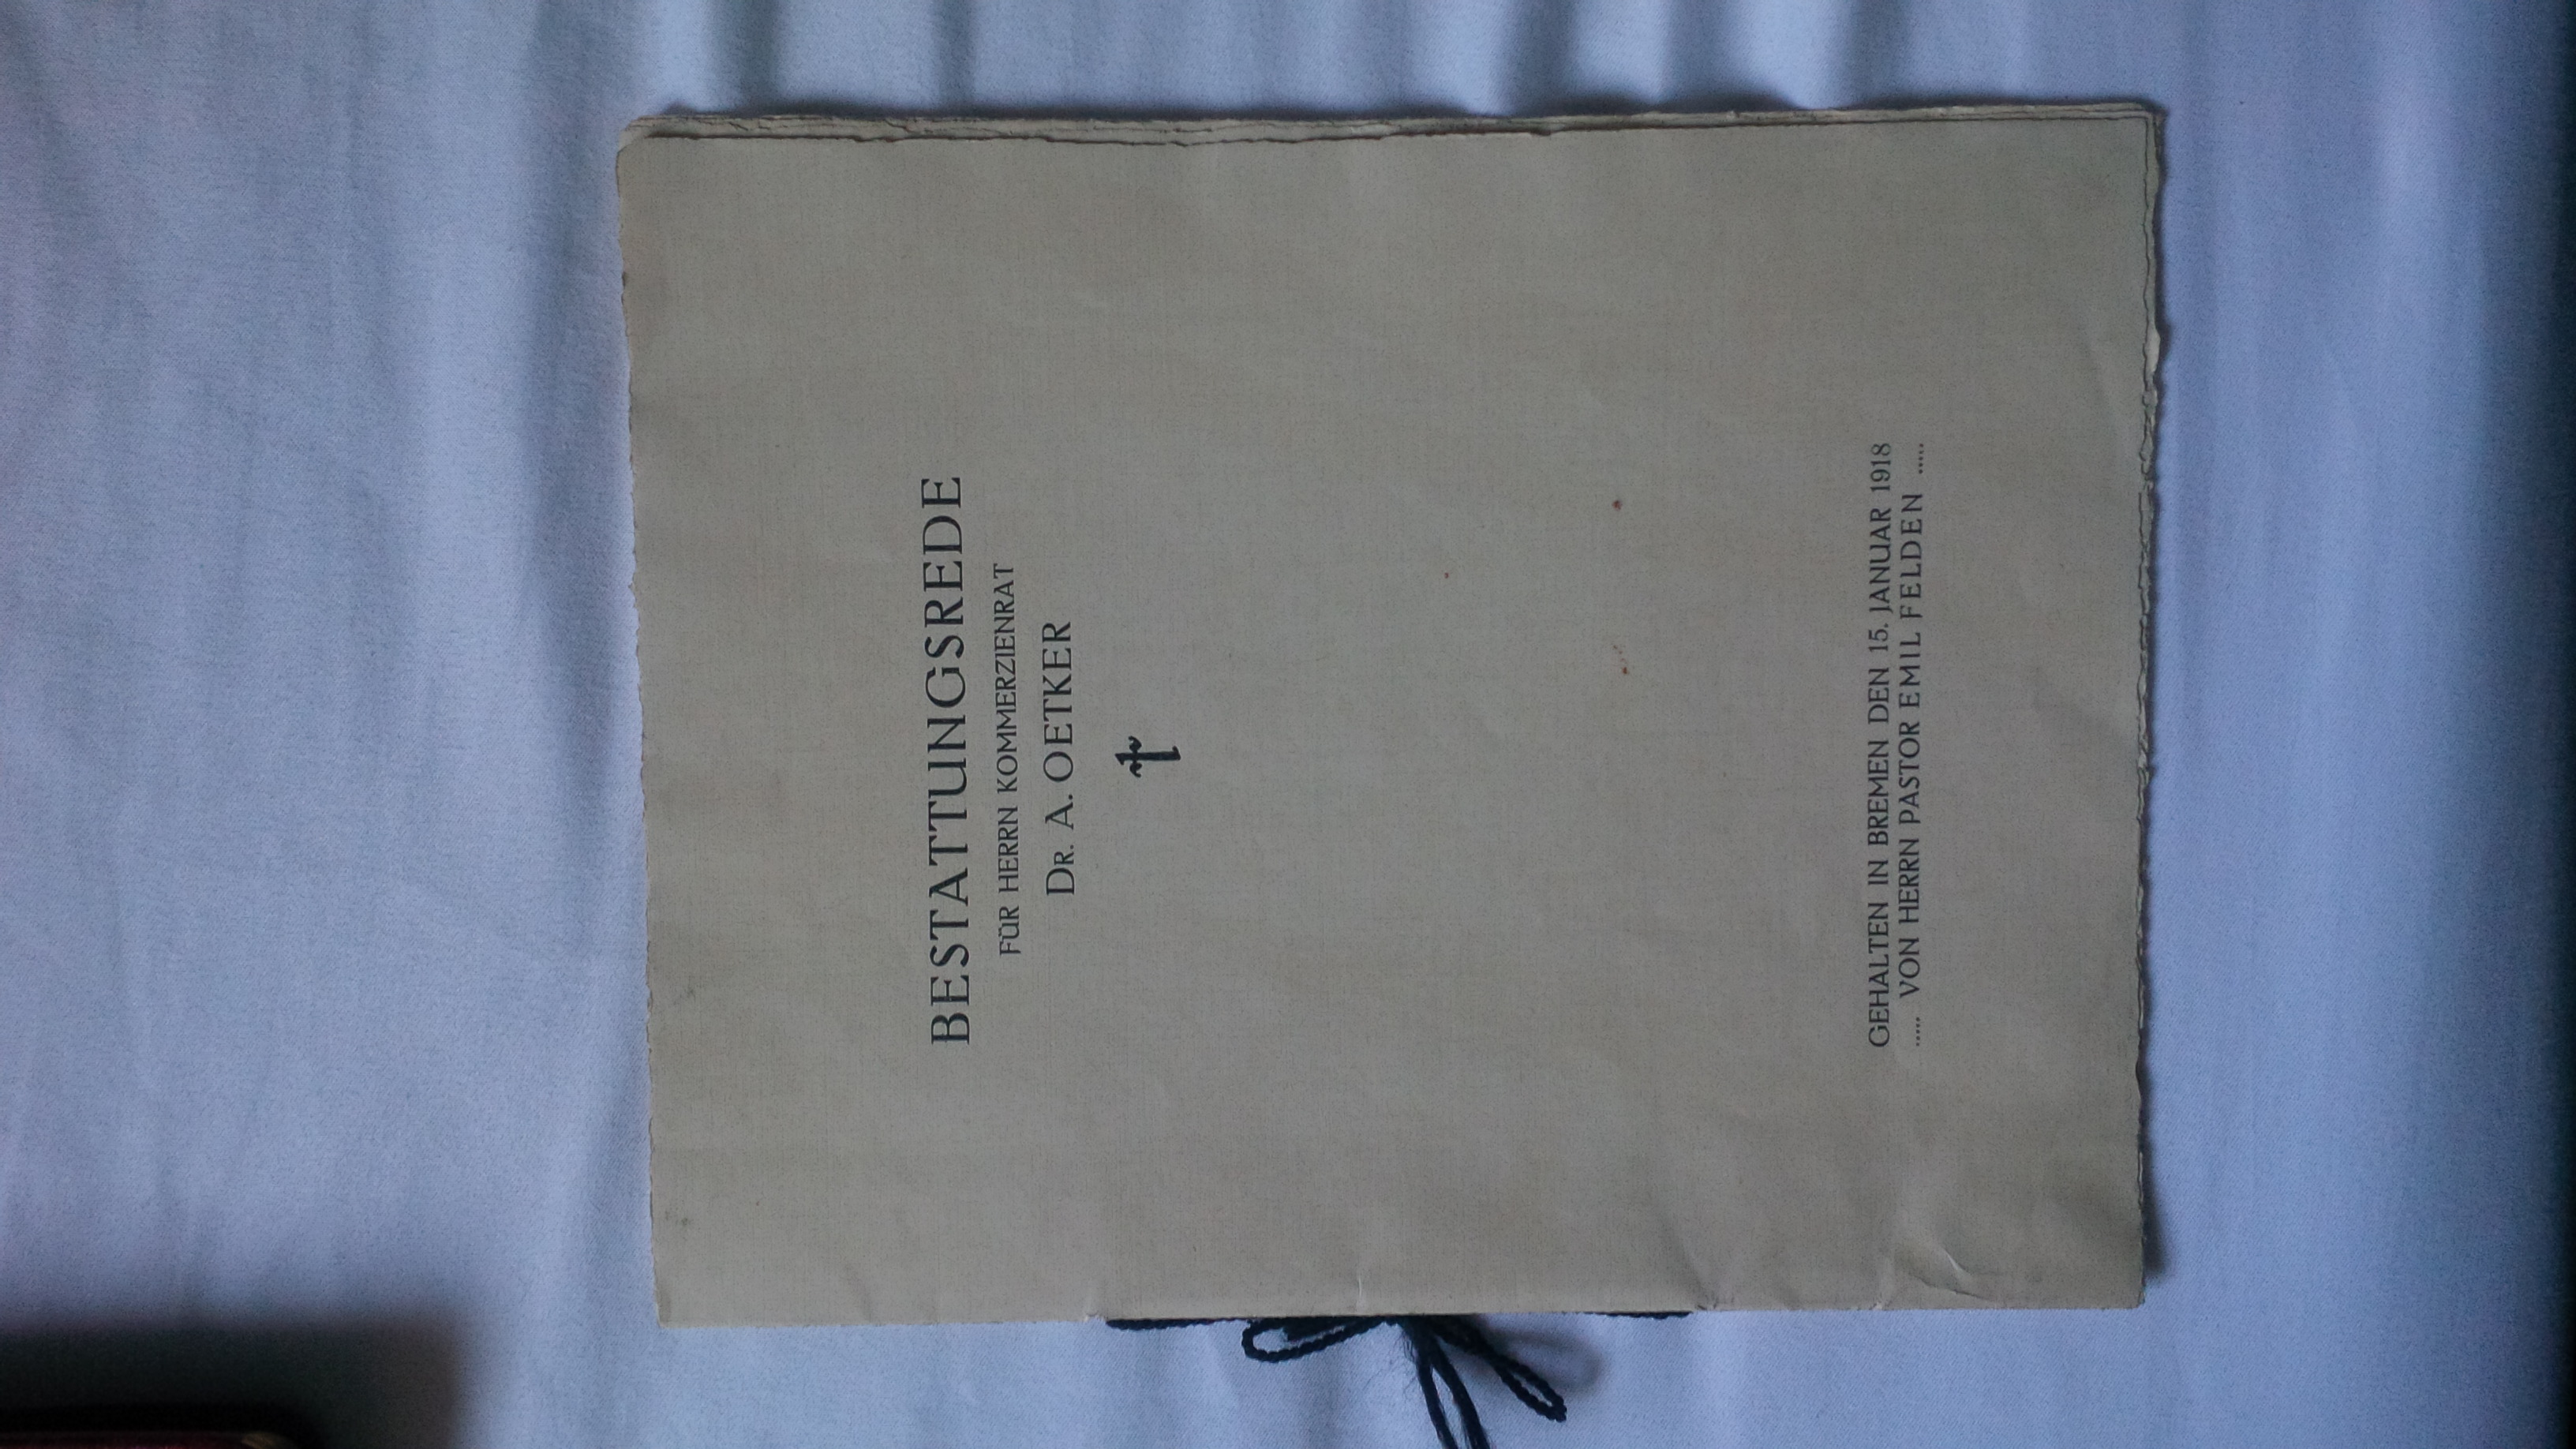 BESTATTUNGSREDE
FÜR HERRN KOMMERZIENRAT
DR. A. OETKER
GEHALTEN IN BREMEN DEN 15. JANUAR 1918
..... VON HERRN PASTOR EMIL FELDEN .....